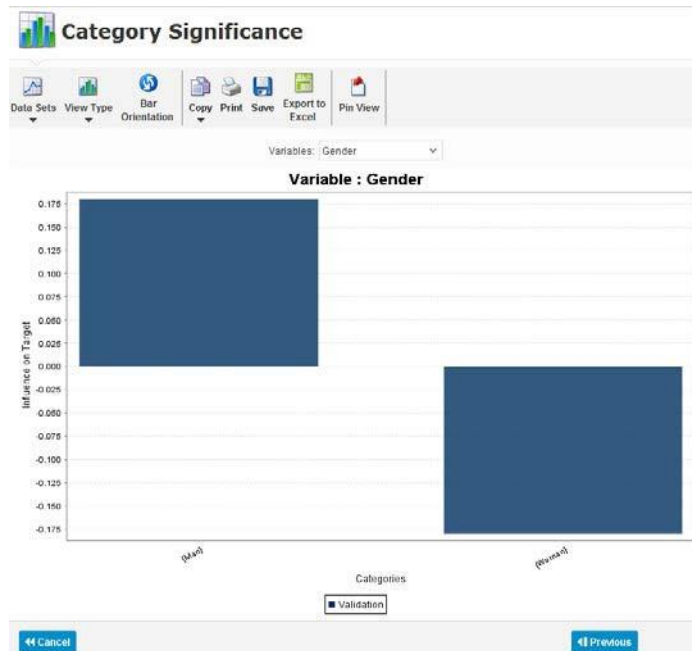 Category Significance
Data Sets
View Type
Bar Orientation
Copy
Print
Save
Export to Excel
Pin View
Variables: Gender
Variable : Gender
0.175
0.150
0.125
0.100
0.075
0.050
0.025
0.000
-0.025
-0.050
-0.075
-0.100
-0.125
-0.150
-0.175
Influence on Target
{Man}
{Woman}
Categories
Validation
Cancel
Previous